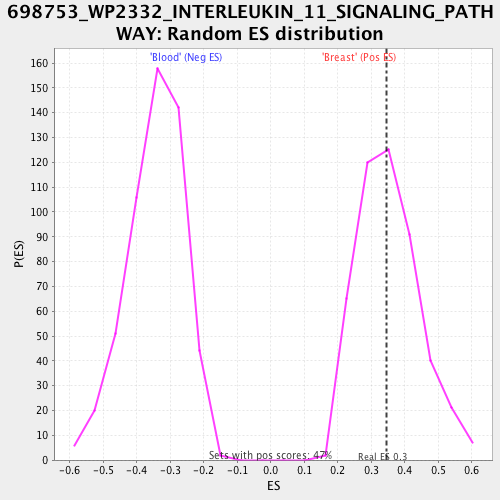 698753_WP2332_INTERLEUKIN_11_SIGNALING_PATH
WAY: Random ES distribution
'Blood' (Neg ES) 'Breast' (Pos ES)
160
150
140
130
120
110
100
90
80
70
60
50
40
30
20
10
0
P(ES)
Sets with pos scores: 47% Real ES 0.3
-0.6 -0.5 -0.4 -0.3 -0.2 -0.1 0.0 0.1 0.2 0.3 0.4 0.5 0.6
ES